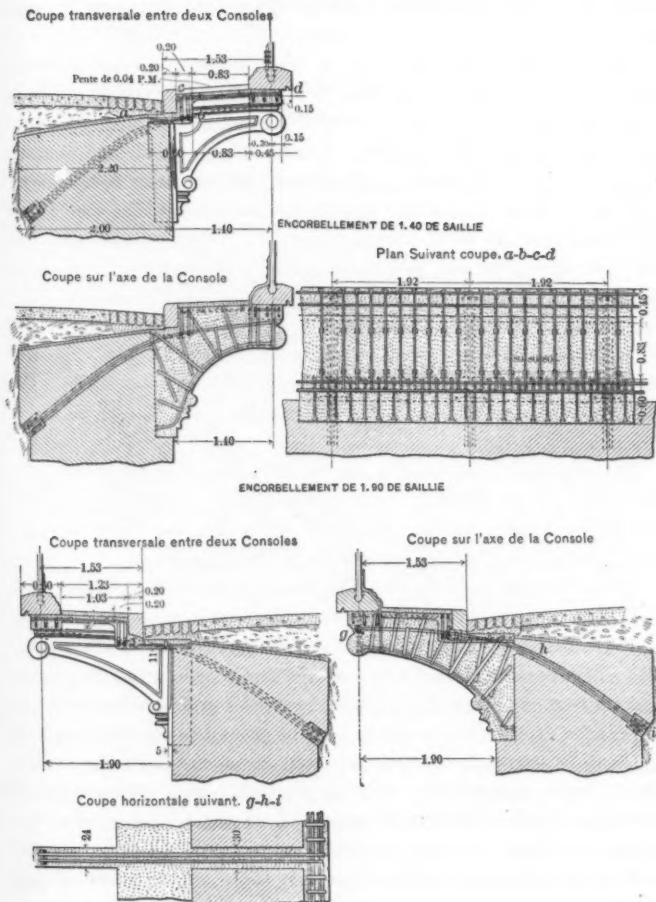 Coupe transversale entre deux Consoles
0.20
1.53
0.20
0.83
Pente de 0.04 P.M.
d
a
0.15
0.15
2.20
0.83
0.20
0.45
2.00
1.40
ENCORBELLEMENT DE 1.40 DE SAILLIE
Coupe sur l'axe de la Console
Plan Suivant coupe. a-b-c-d
1.92
1.92
0.45
0.83
0.60
1.40
ENCORBELLEMENT DE 1.90 DE SAILLIE
Coupe transversale entre deux Consoles
Coupe sur l'axe de la Console
1.53
1.53
1.23
0.20
1.03
0.20
g
h
11
5
1.90
1.90
Coupe horizontale suivant. g-h-i
24
30